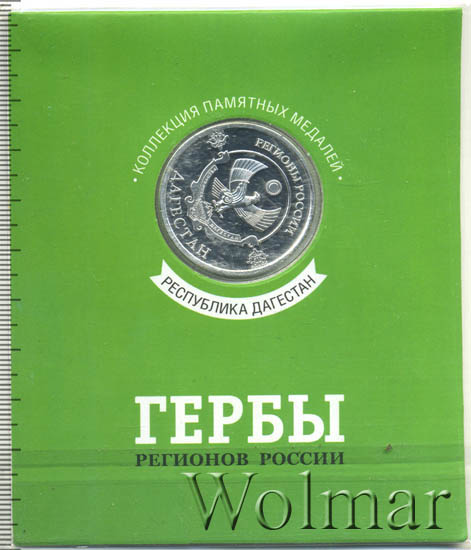 · КОЛЛЕКЦИЯ ПАМЯТНЫХ МЕДАЛЕЙ ·
РЕГИОНЫ РОССИИ
ДАГЕСТАН
РЕСПУБЛИКА ДАГЕСТАН
ГЕРБЫ
РЕГИОНОВ РОССИИ
Wolmar